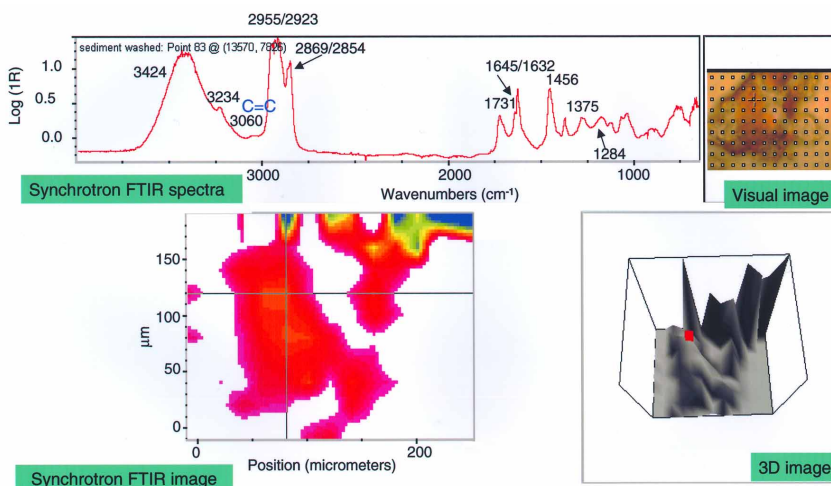 2955/2923
sediment washed: Point 83 @ (13570, 7826)
2869/2854
3424
1.0
0.5
0.0
Log (1R)
3234
C=C
3060
1645/1632
1456
1731
1375
1284
3000
2000
1000
Wavenumbers (cm-1)
Synchrotron FTIR spectra
Visual image
150
100
50
0
μm
0
200
Position (micrometers)
Synchrotron FTIR image
3D image